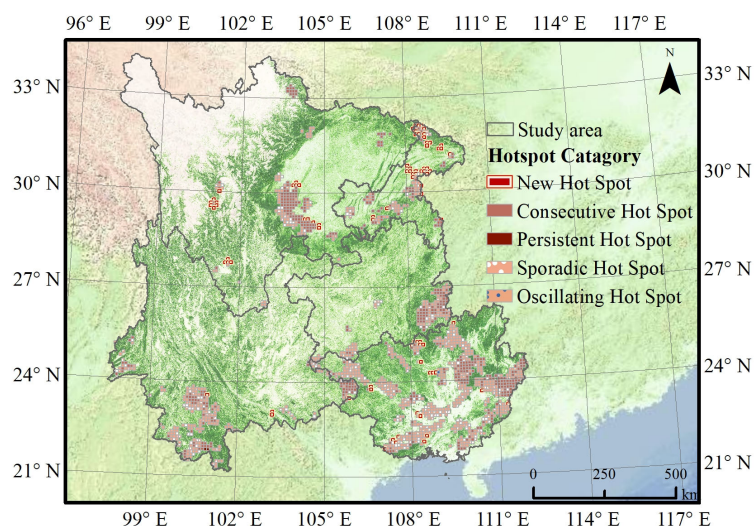 96° E 99° E 102° E 105° E 108° E 111° E 114° E 117° E
N
33° N 33° N
Study area
Hotspot Catagory
30° N New Hot Spot 30° N
Consecutive Hot Spot
Persistent Hot Spot
27° N Sporadic Hot Spot 27° N
Oscillating Hot Spot
24° N 24° N
21° N 21° N
0 250 500
km
99° E 102° E 105° E 108° E 111° E 114° E